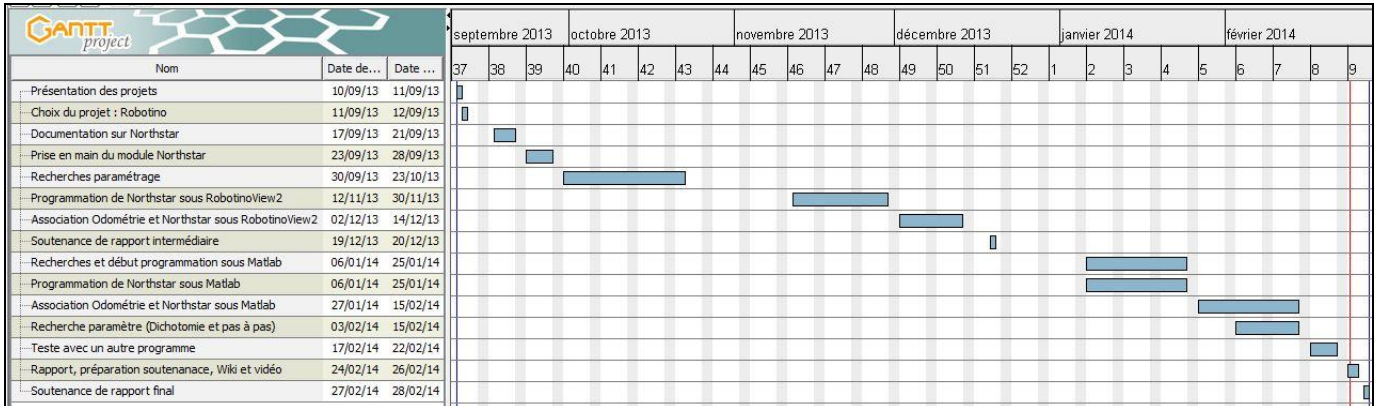 GANTT
project
septembre 2013 octobre 2013 novembre 2013 décembre 2013 janvier 2014 février 2014
Nom Date de... Date ... 37 38 39 40 41 42 43 44 45 46 47 48 49 50 51 52 1 2 3 4 5 6 7 8 9
Présentation des projets 10/09/13 11/09/13
Choix du projet : Robotino 11/09/13 12/09/13
Documentation sur Northstar 17/09/13 21/09/13
Prise en main du module Northstar 23/09/13 28/09/13
Recherches paramétrage 30/09/13 23/10/13
Programmation de Northstar sous RobotinoView2 12/11/13 30/11/13
Association Odométrie et Northstar sous RobotinoView2 02/12/13 14/12/13
Soutenance de rapport intermédiaire 19/12/13 20/12/13
Recherches et début programmation sous Matlab 06/01/14 25/01/14
Programmation de Northstar sous Matlab 06/01/14 25/01/14
Association Odométrie et Northstar sous Matlab 27/01/14 15/02/14
Recherche paramètre (Dichotomie et pas à pas) 03/02/14 15/02/14
Teste avec un autre programme 17/02/14 22/02/14
Rapport, préparation soutenanace, Wiki et vidéo 24/02/14 26/02/14
Soutenance de rapport final 27/02/14 28/02/14